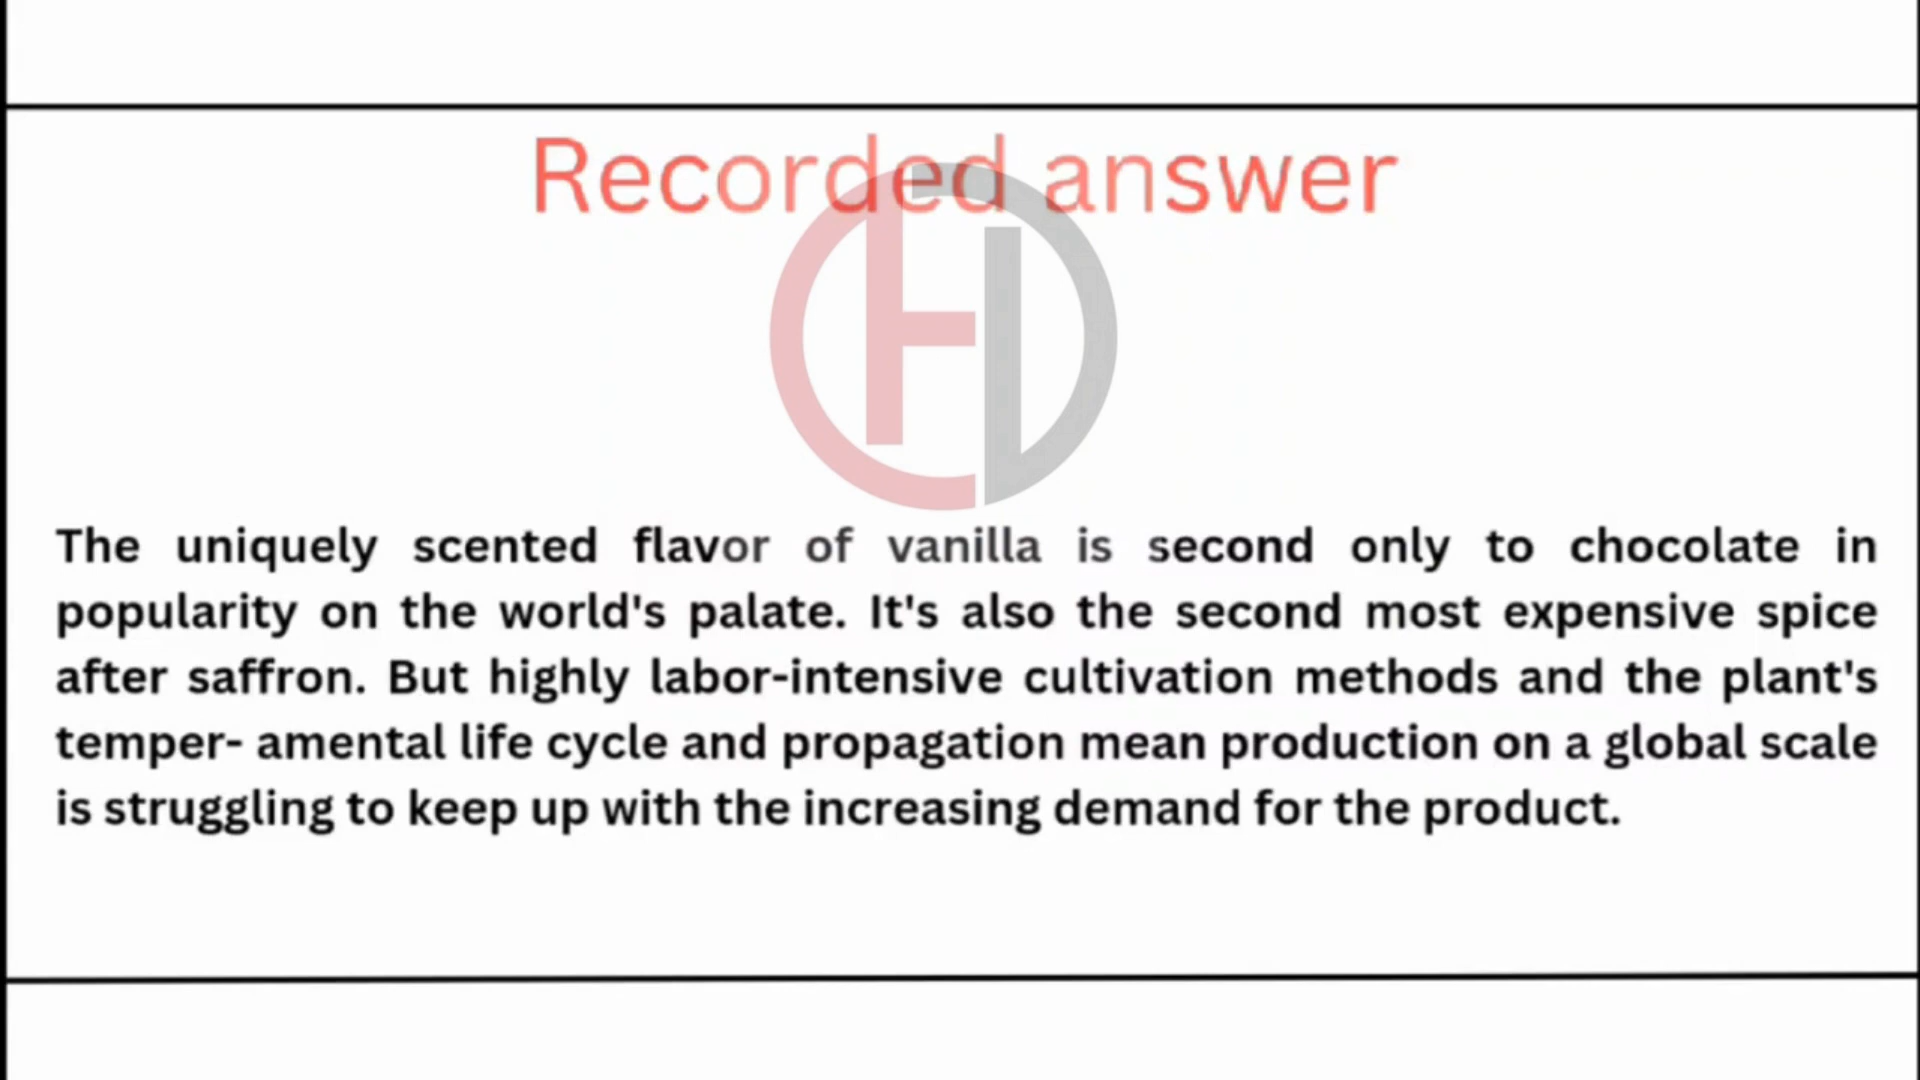 Recorded answer
The uniquely scented flavor of vanilla is second only to chocolate in
popularity on the world's palate. It's also the second most expensive spice
after saffron. But highly labor-intensive cultivation methods and the plant's
temper- amental life cycle and propagation mean production on a global scale
is struggling to keep up with the increasing demand for the product.